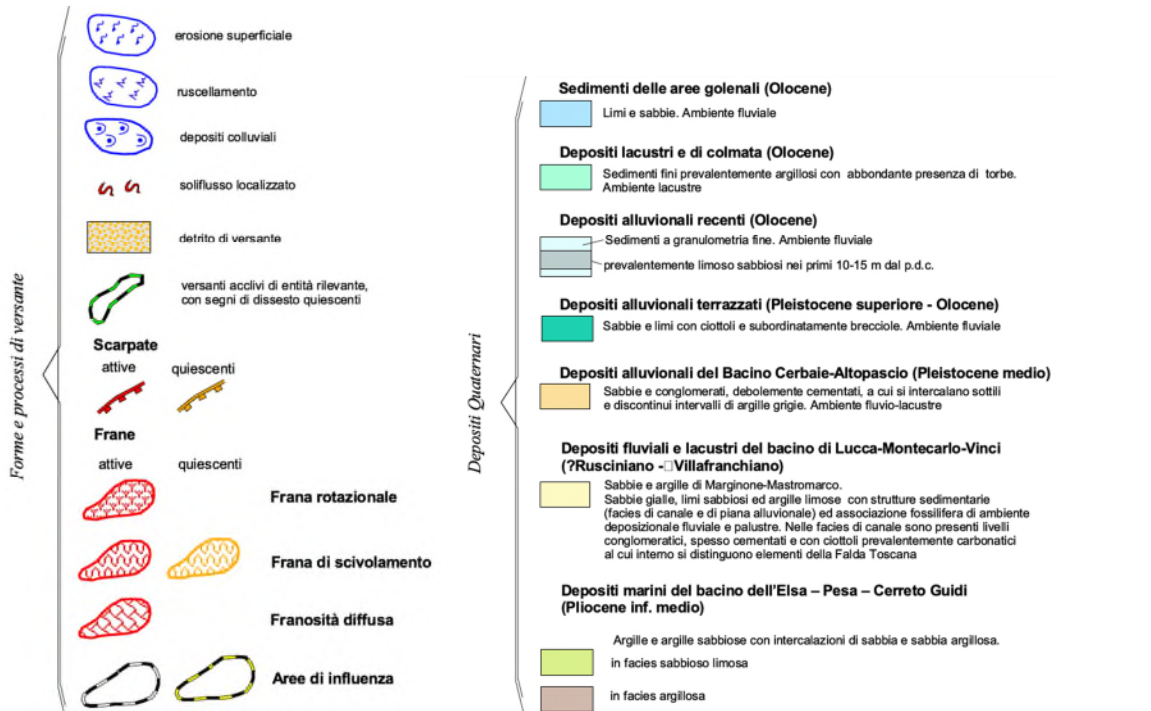 Forme e processi di versante
erosione superficiale
ruscellamento
depositi colluviali
soliflusso localizzato
detrito di versante
versanti acclivi di entità rilevante,
con segni di dissesto quiescenti
Scarpate
attive quiescenti
Frane
attive quiescenti
Frana rotazionale
Frana di scivolamento
Franosità diffusa
Aree di influenza
Depositi Quaternari
Sedimenti delle aree golenali (Olocene)
Limi e sabbie. Ambiente fluviale
Depositi lacustri e di colmata (Olocene)
Sedimenti fini prevalentemente argillosi con abbondante presenza di torbe.
Ambiente lacustre
Depositi alluvionali recenti (Olocene)
Sedimenti a granulometria fine. Ambiente fluviale
prevalentemente limoso sabbiosi nei primi 10-15 m dal p.d.c.
Depositi alluvionali terrazzati (Pleistocene superiore - Olocene)
Sabbie e limi con ciottoli e subordinatamente brecciole. Ambiente fluviale
Depositi alluvionali del Bacino Cerbaie-Altopascio (Pleistocene medio)
Sabbie e conglomerati, debolemente cementati, a cui si intercalano sottili
e discontinui intervalli di argille grigie. Ambiente fluvio-lacustre
Depositi fluviali e lacustri del bacino di Lucca-Montecarlo-Vinci
(?Rusciniano -□Villafranchiano)
Sabbie e argille di Marginone-Mastromarco.
Sabbie gialle, limi sabbiosi ed argille limose con strutture sedimentarie
(facies di canale e di piana alluvionale) ed associazione fossilifera di ambiente
deposizionale fluviale e palustre. Nelle facies di canale sono presenti livelli
conglomeratici, spesso cementati e con ciottoli prevalentemente carbonatici
al cui interno si distinguono elementi della Falda Toscana
Depositi marini del bacino dell'Elsa – Pesa – Cerreto Guidi
(Pliocene inf. medio)
Argille e argille sabbiose con intercalazioni di sabbia e sabbia argillosa.
in facies sabbioso limosa
in facies argillosa